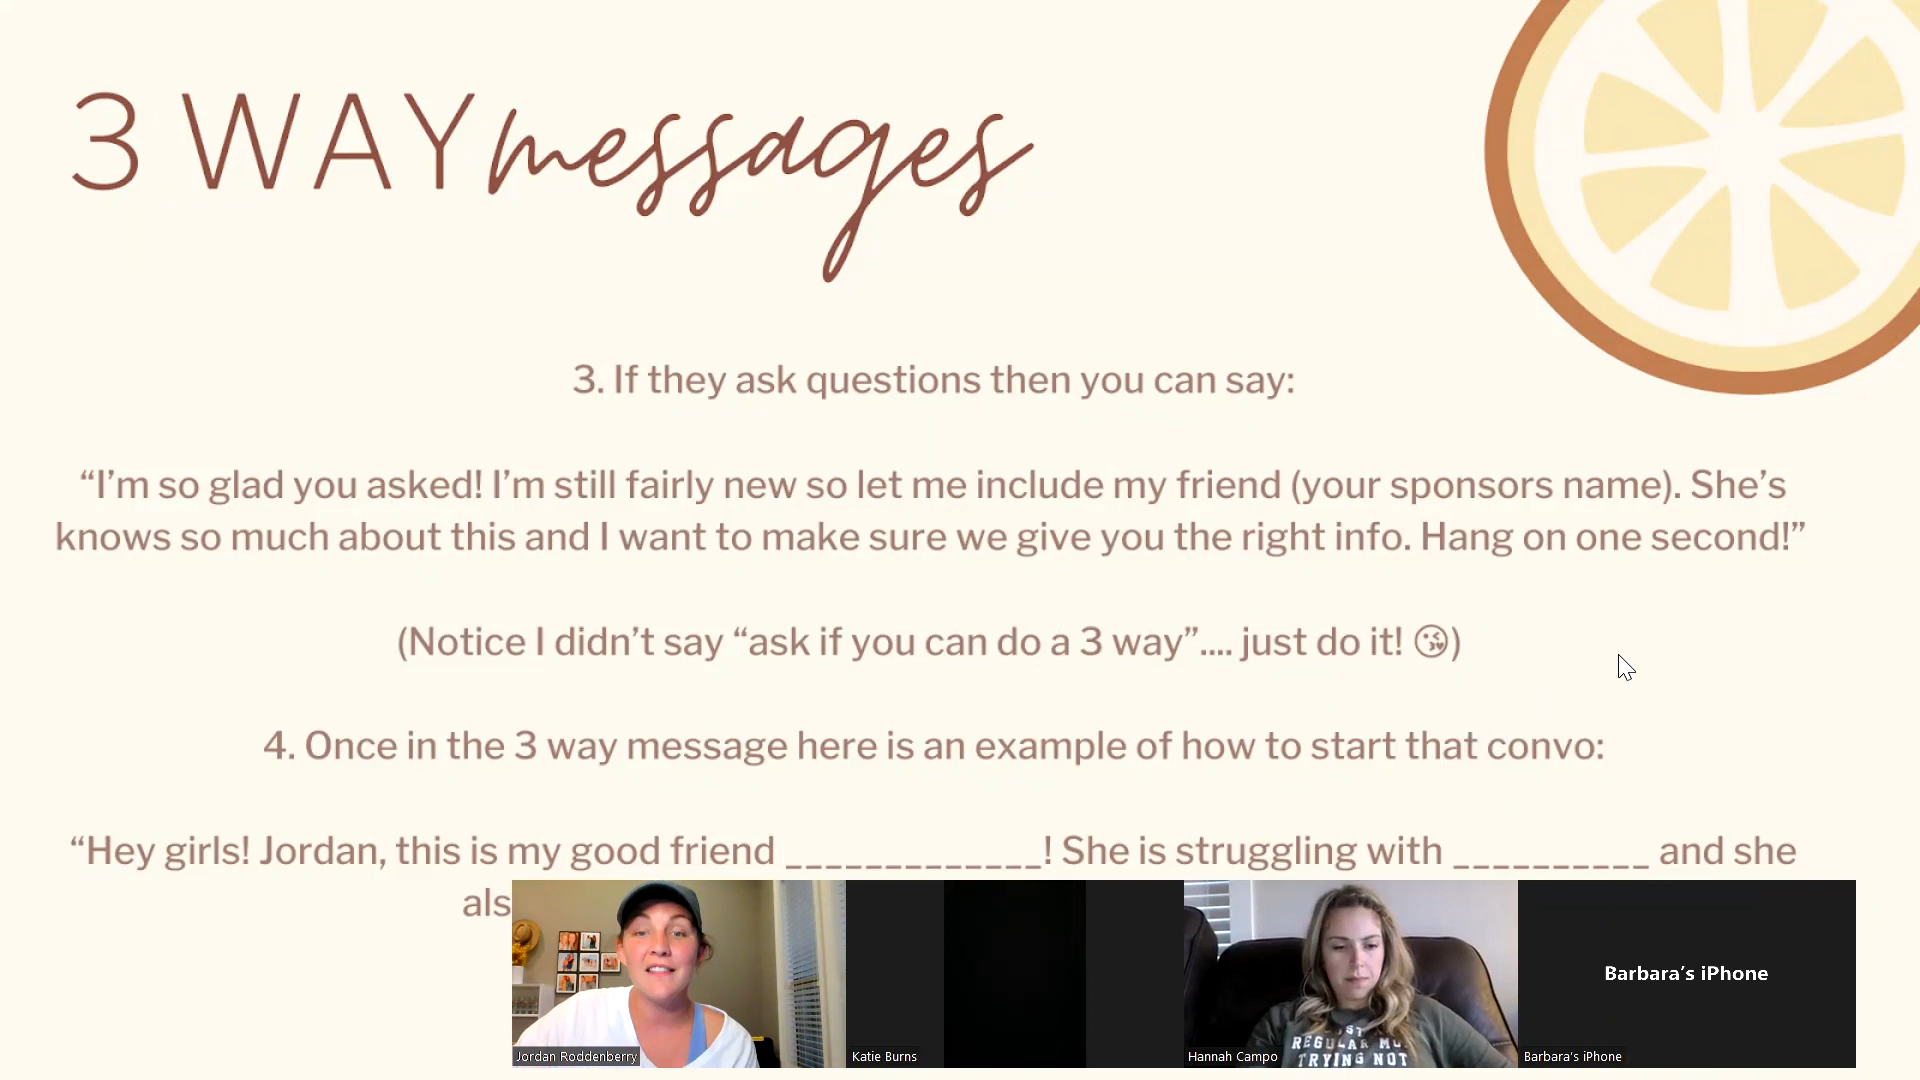 3 WAY messages
3. If they ask questions then you can say:
“I’m so glad you asked! I’m still fairly new so let me include my friend (your sponsors name). She’s
knows so much about this and I want to make sure we give you the right info. Hang on one second!”
(Notice I didn’t say “ask if you can do a 3 way”.... just do it! 😘)
4. Once in the 3 way message here is an example of how to start that convo:
“Hey girls! Jordan, this is my good friend _____________! She is struggling with __________ and she
als
Barbara’s iPhone
REGULAR
TRYING NOT
Jordan Roddenberry
Katie Burns
Hannah Campo
Barbara’s iPhone